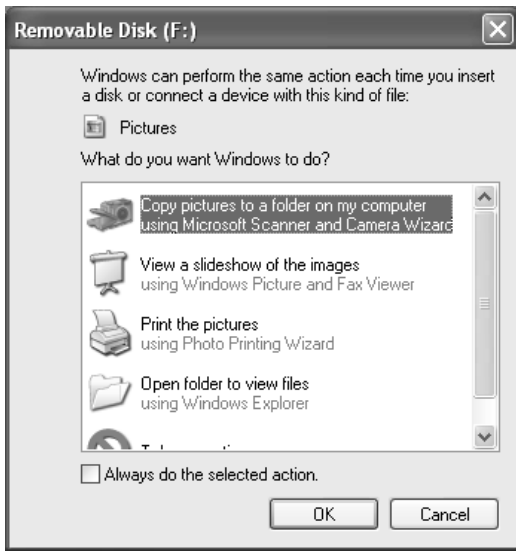 Removable Disk (F:)
Windows can perform the same action each time you insert
a disk or connect a device with this kind of file:
Pictures
What do you want Windows to do?
Copy pictures to a folder on my computer
using Microsoft Scanner and Camera Wizard
View a slideshow of the images
using Windows Picture and Fax Viewer
Print the pictures
using Photo Printing Wizard
Open folder to view files
using Windows Explorer
Always do the selected action.
OK
Cancel